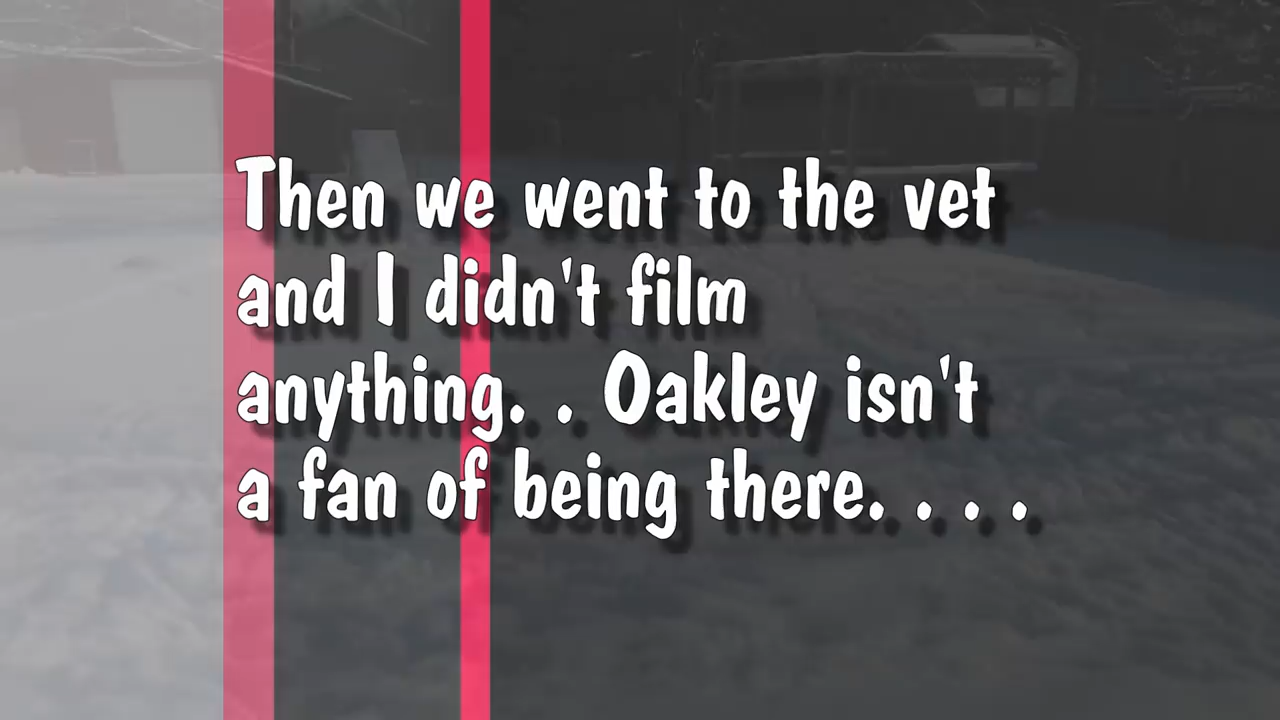 Then we went to the vet
and I didn't film
anything. . Oakley isn't
a fan of being there. . . .